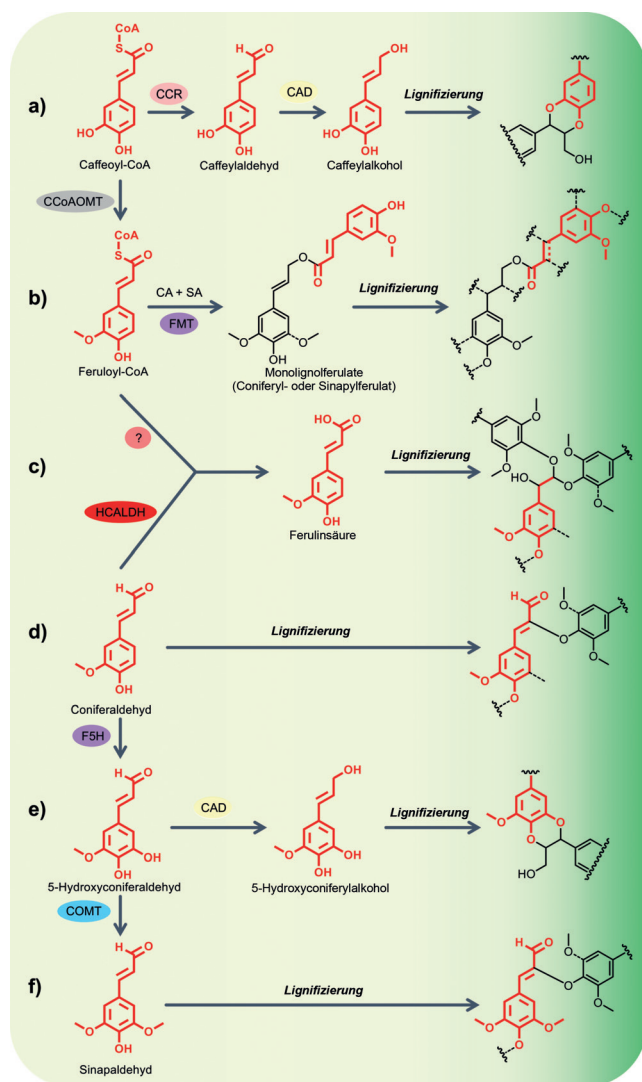 a)
CoA
S
O
HO
OH
Caffeoyl-CoA
CCR
H
O
HO
OH
Caffeylaldehyd
CAD
OH
HO
OH
Caffeylalkohol
Lignifizierung
O
O
OH
CCoAOMT
b)
CoA
S
O
O
OH
Feruloyl-CoA
CA + SA
FMT
OH
O
O
O
O
O
OH
Monolignolferulate
(Coniferyl- oder Sinapylferulat)
Lignifizierung
O
O
O
O
O
O
c)
?
HCALDH
HO
O
O
OH
Ferulinsäure
Lignifizierung
O
O
O
O
HO
O
O
O
O
d)
H
O
O
OH
Coniferaldehyd
Lignifizierung
H
O
O
O
O
O
O
F5H
e)
H
O
O
OH
OH
5-Hydroxyconiferaldehyd
CAD
OH
O
OH
OH
5-Hydroxyconiferylalkohol
Lignifizierung
O
O
O
HO
COMT
f)
H
O
O
O
OH
Sinapaldehyd
Lignifizierung
H
O
O
O
O
O
O
O